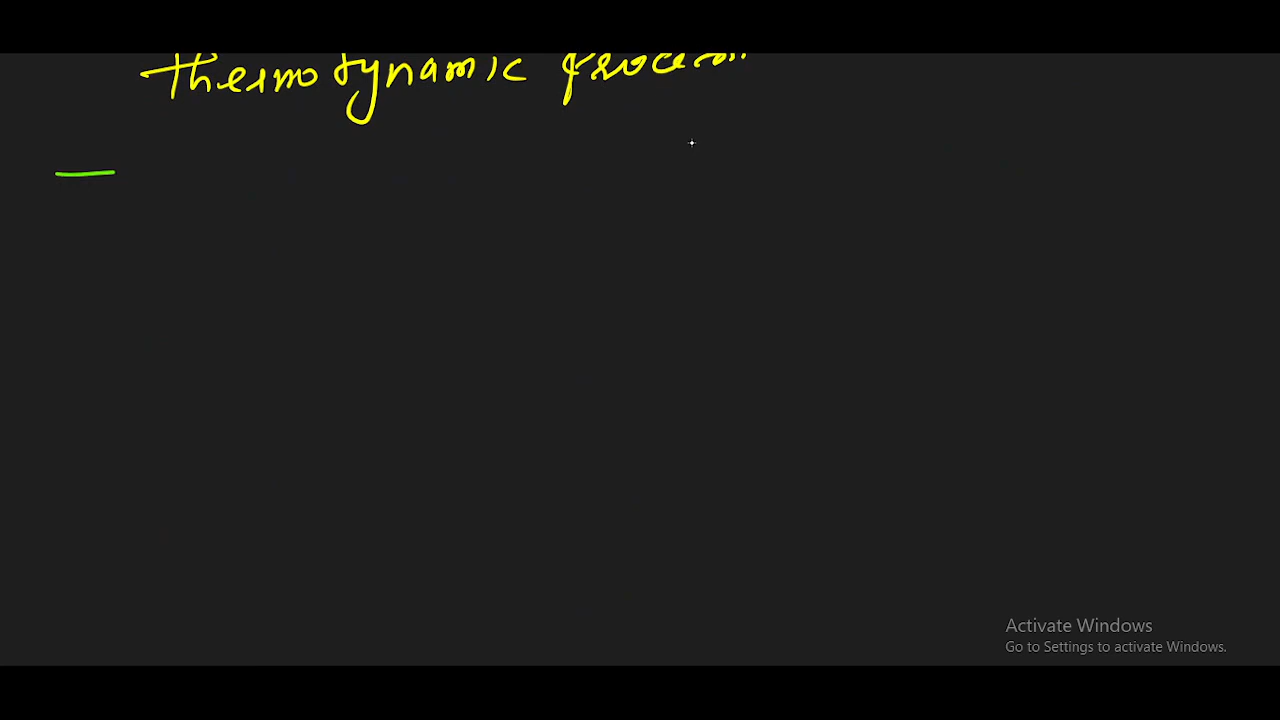 Thermodynamic process
Activate Windows
Go to Settings to activate Windows.